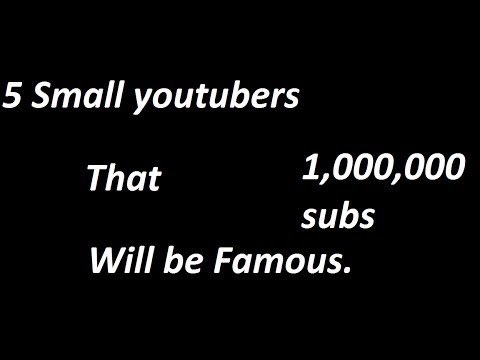 5 Small youtubers
That
1,000,000
subs
Will be Famous.